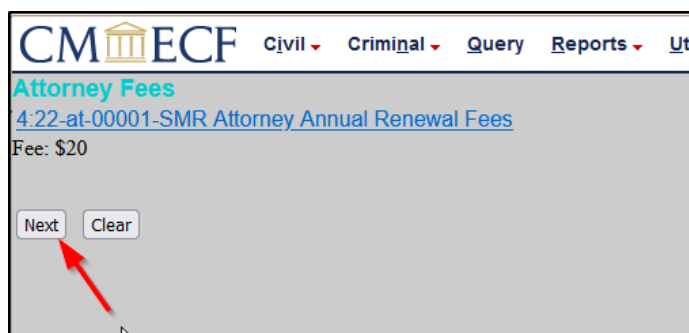 CM ECF Civil Criminal Query Reports Ut
Attorney Fees
4:22-at-00001-SMR Attorney Annual Renewal Fees
Fee: $20
Next Clear